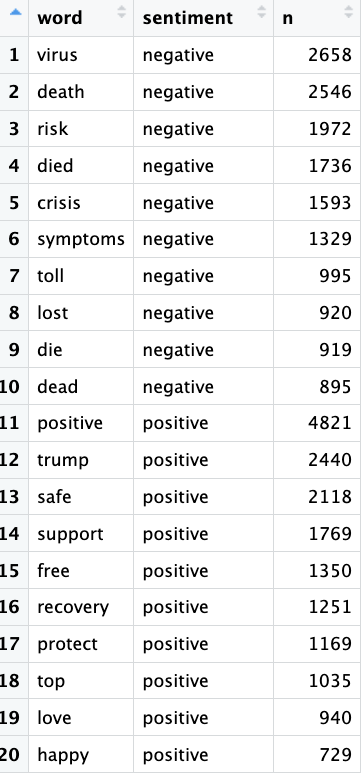 word sentiment n
1 virus negative 2658
2 death negative 2546
3 risk negative 1972
4 died negative 1736
5 crisis negative 1593
6 symptoms negative 1329
7 toll negative 995
8 lost negative 920
9 die negative 919
10 dead negative 895
11 positive positive 4821
12 trump positive 2440
13 safe positive 2118
14 support positive 1769
15 free positive 1350
16 recovery positive 1251
17 protect positive 1169
18 top positive 1035
19 love positive 940
20 happy positive 729